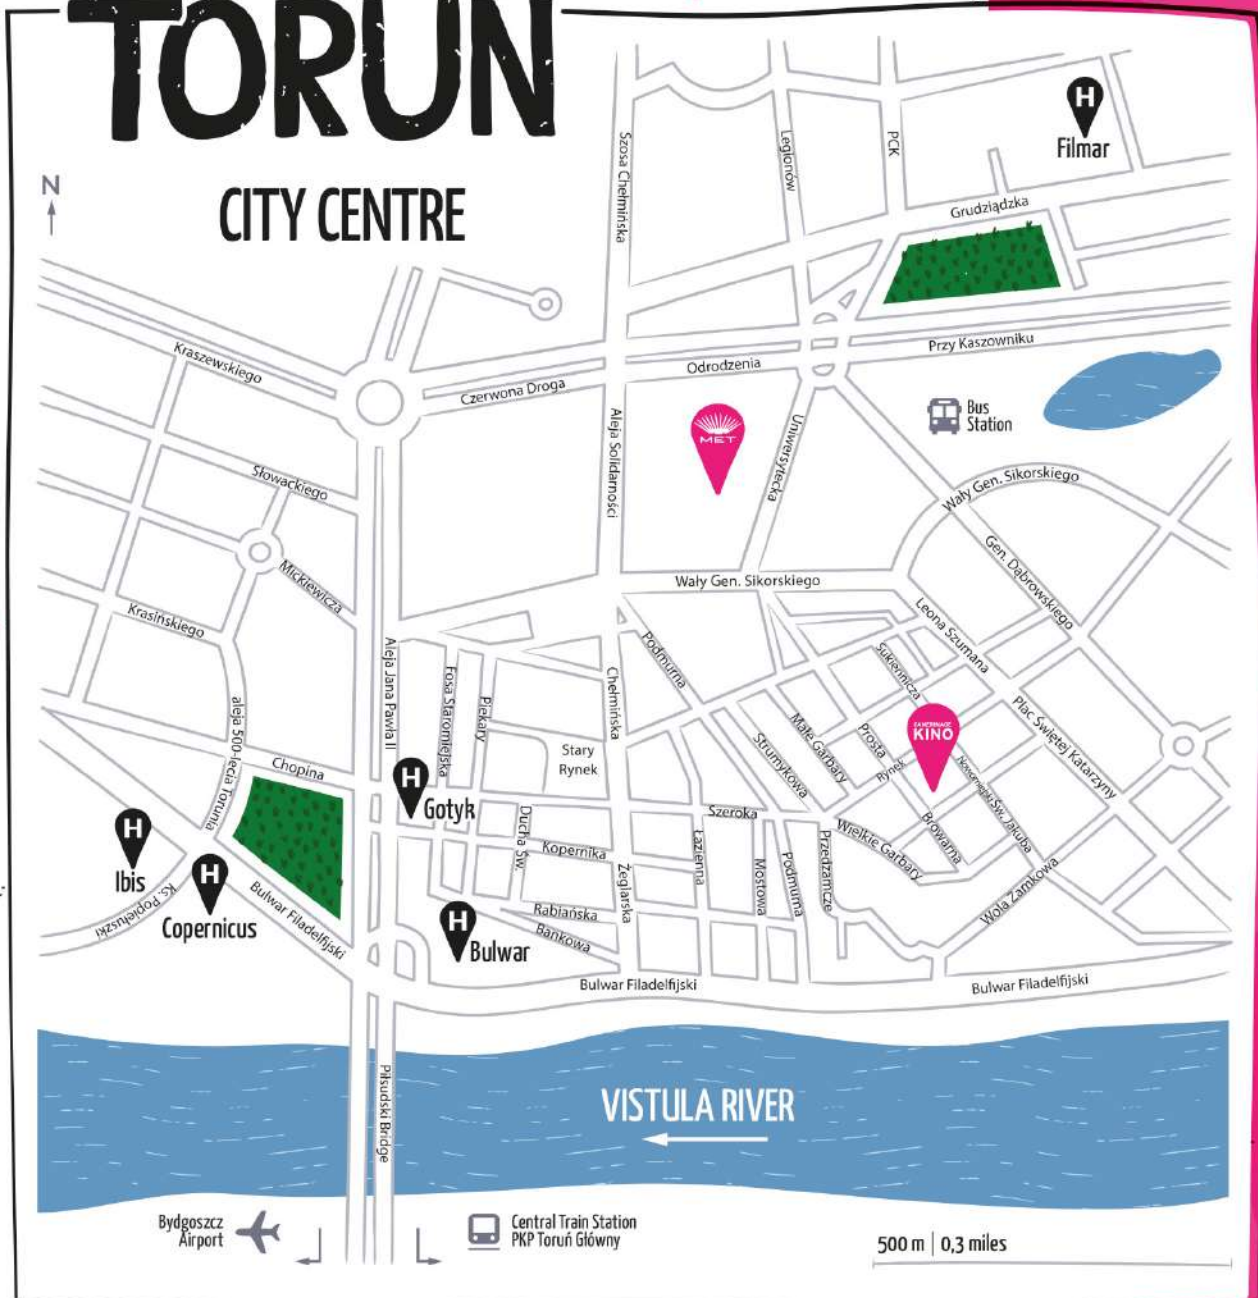 TORUN
CITY CENTRE
N
H
Filmar
Szosa Chełmińska
Legionów
PCK
Grudziądzka
Kraszewskiego
Czerwona Droga
Odrodzenia
Przy Kaszowniku
Bus
Station
MET
Uniwersytecka
Aleja Solidarności
Słowackiego
Wały Gen. Sikorskiego
Gen. Dąbrowskiego
Mickiewicza
Wały Gen. Sikorskiego
Krasińskiego
Leona Szumana
Podmurna
Sukiennicza
Aleja Jana Pawła II
Fosa Staromiejska
Piekary
Chełmińska
aleja 500-lecia Torunia
Plac Świętej Katarzyny
Małe Garbary
Prosta
KINO
Strumykowa
Stary
Rynek
Rynek
Nowomiejski
Św. Jakuba
Chopina
H
Gotyk
Szeroka
Ducha Św.
Kopernika
Wielkie Garbary
Browarna
H
Ibis
H
Copernicus
Ks. Popiełuszki
Bulwar Filadelfijski
Żeglarska
Łazienna
Mostowa
Podmurna
Przedzamcze
Wola Zamkowa
H
Bulwar
Rabiańska
Bankowa
Bulwar Filadelfijski
Bulwar Filadelfijski
Piłsudski Bridge
VISTULA RIVER
Bydgoszcz
Airport
Central Train Station
PKP Toruń Główny
500 m | 0,3 miles